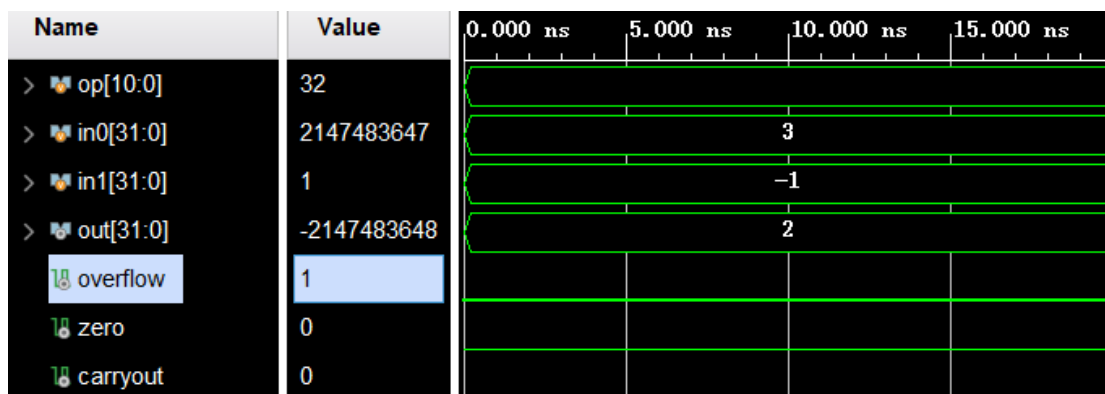 Name Value 0.000 ns 5.000 ns 10.000 ns 15.000 ns
op[10:0] 32
in0[31:0] 2147483647 3
in1[31:0] 1 -1
out[31:0] -2147483648 2
overflow 1
zero 0
carryout 0